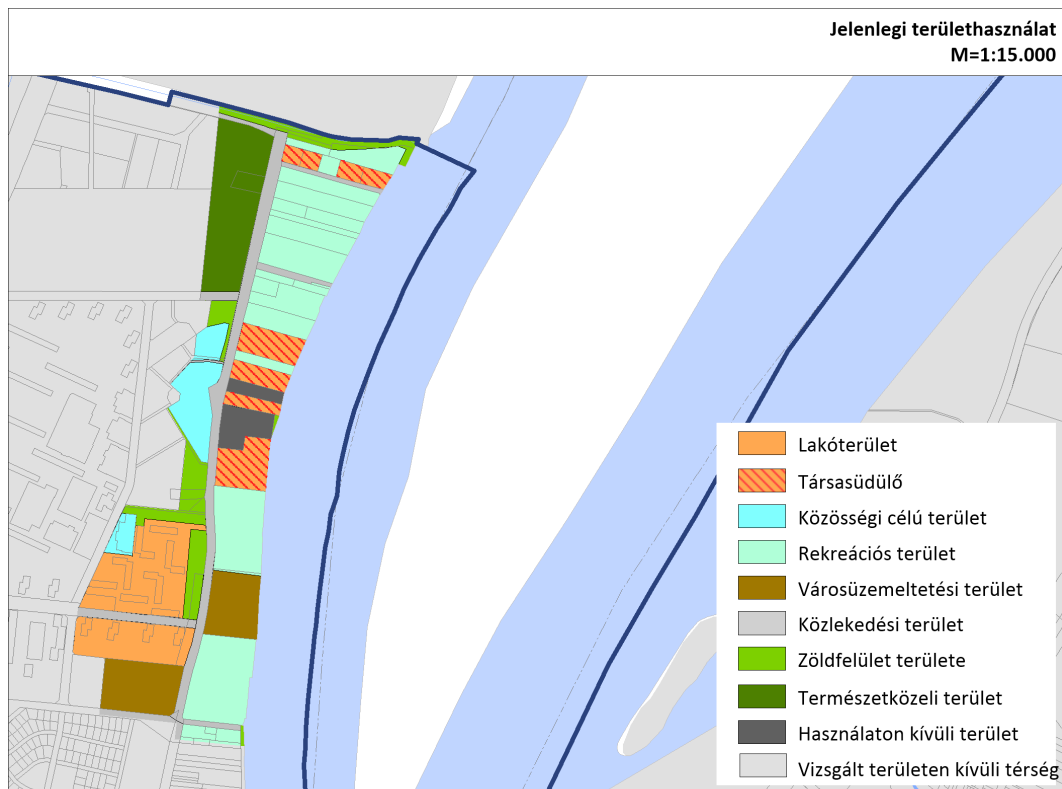 Jelenlegi területhasználat
M=1:15.000
Lakóterület
Társasüdülő
Közösségi célú terület
Rekreációs terület
Városüzemeltetési terület
Közlekedési terület
Zöldfelület területe
Természetközeli terület
Használaton kívüli terület
Vizsgált területen kívüli térség